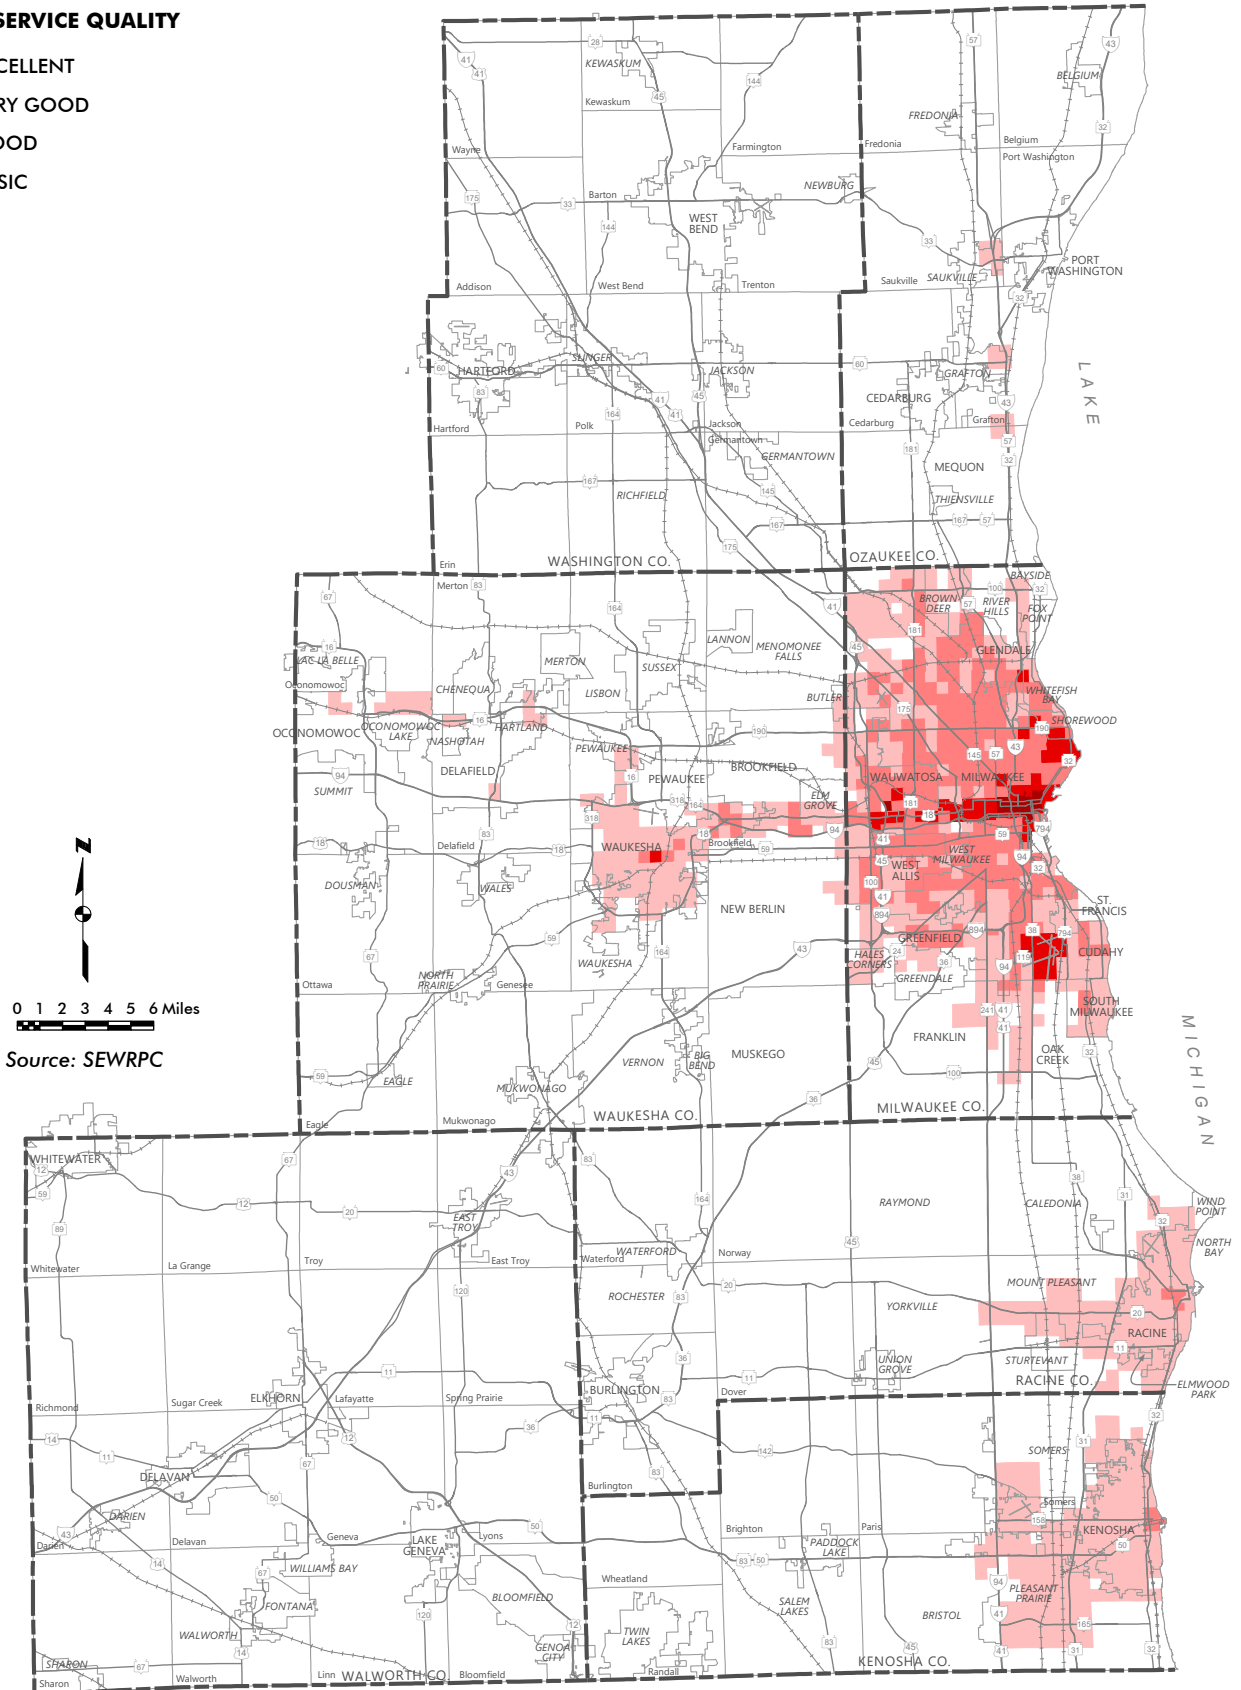 SERVICE QUALITY
CELLENT
RY GOOD
OOD
SIC
KEWASKUM
Kewaskum
BELGIUM
FREDONIA
Wayne
Farmington
Fredonia
Belgium
Port Washington
NEWBURG
Barton
WEST
BEND
SAUKVILLE
PORT
WASHINGTON
Addison
West Bend
Trenton
Saukville
LAKE
SLINGER
HARTFORD
JACKSON
GRAFTON
CEDARBURG
Hartford
Polk
Jackson
Germantown
Cedarburg
Grafton
GERMANTOWN
MEQUON
RICHFIELD
THIENSVILLE
Erin
WASHINGTON CO.
OZAUKEE CO.
Merton
BAYSIDE
BROWN
DEER
RIVER
HILLS
FOX
POINT
LANNON
MENOMONEE
FALLS
GLENDALE
LAC LA BELLE
MERTON
SUSSEX
Oconomowoc
CHENEQUA
LISBON
BUTLER
WHITEFISH
BAY
SHOREWOOD
OCONOMOWOC
OCONOMOWOC
LAKE
NASHOTAH
HARTLAND
PEWAUKEE
DELAFIELD
PEWAUKEE
BROOKFIELD
WAUWATOSA
MILWAUKEE
SUMMIT
ELM
GROVE
Delafield
WAUKESHA
Brookfield
WEST
MILWAUKEE
WEST
ALLIS
DOUSMAN
WALES
NEW BERLIN
ST.
FRANCIS
GREENFIELD
CUDAHY
HALES
CORNERS
WAUKESHA
NORTH
PRAIRIE
GREENDALE
Ottawa
Genesee
0 1 2 3 4 5 6 Miles
SOUTH
MILWAUKEE
Source: SEWRPC
FRANKLIN
OAK
CREEK
MICHIGAN
VERNON
BIG
BEND
MUSKEGO
EAGLE
MUKWONAGO
Eagle
Mukwonago
WAUKESHA CO.
MILWAUKEE CO.
WHITEWATER
RAYMOND
CALEDONIA
WIND
POINT
EAST
TROY
NORTH
BAY
Whitewater
La Grange
Troy
East Troy
Waterford
WATERFORD
Norway
MOUNT PLEASANT
ROCHESTER
YORKVILLE
RACINE
UNION
GROVE
STURTEVANT
RACINE CO.
ELMWOOD
PARK
Richmond
Sugar Creek
ELKHORN
Lafayatte
Spring Prairie
BURLINGTON
Dover
SOMERS
DELAVAN
Burlington
Somers
DARIEN
Darien
Delavan
Geneva
LAKE
GENEVA
Lyons
Brighton
Paris
PADDOCK
LAKE
KENOSHA
WILLIAMS BAY
Wheatland
FONTANA
BLOOMFIELD
SALEM
LAKES
BRISTOL
PLEASANT
PRAIRIE
WALWORTH
TWIN
LAKES
GENOA
CITY
SHARON
Sharon
Walworth
Linn
WALWORTH CO.
Bloomfield
Randall
KENOSHA CO.